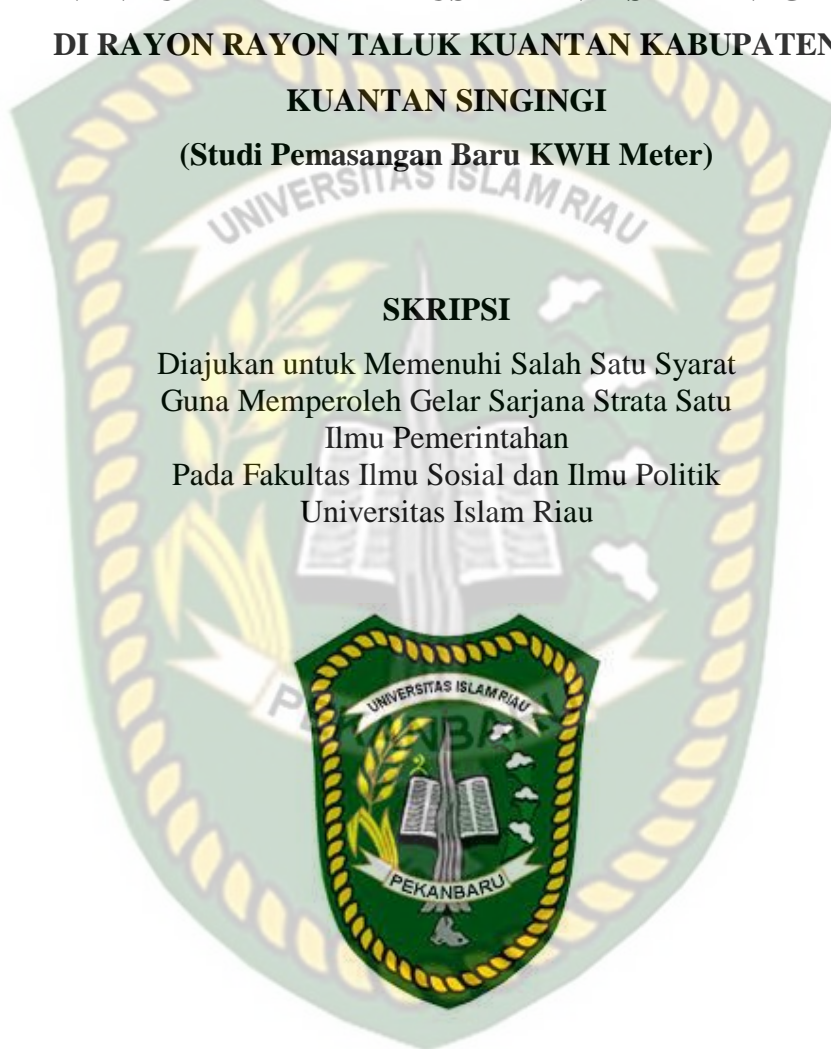 DI RAYON RAYON TALUK KUANTAN KABUPATEN
KUANTAN SINGINGI
(Studi Pemasangan Baru KWH Meter)
UNIVERSITAS ISLAM RIAU
SKRIPSI
Diajukan untuk Memenuhi Salah Satu Syarat
Guna Memperoleh Gelar Sarjana Strata Satu
Ilmu Pemerintahan
Pada Fakultas Ilmu Sosial dan Ilmu Politik
Universitas Islam Riau
UNIVERSITAS ISLAM RIAU
PEKANBARU
PEKANBARU